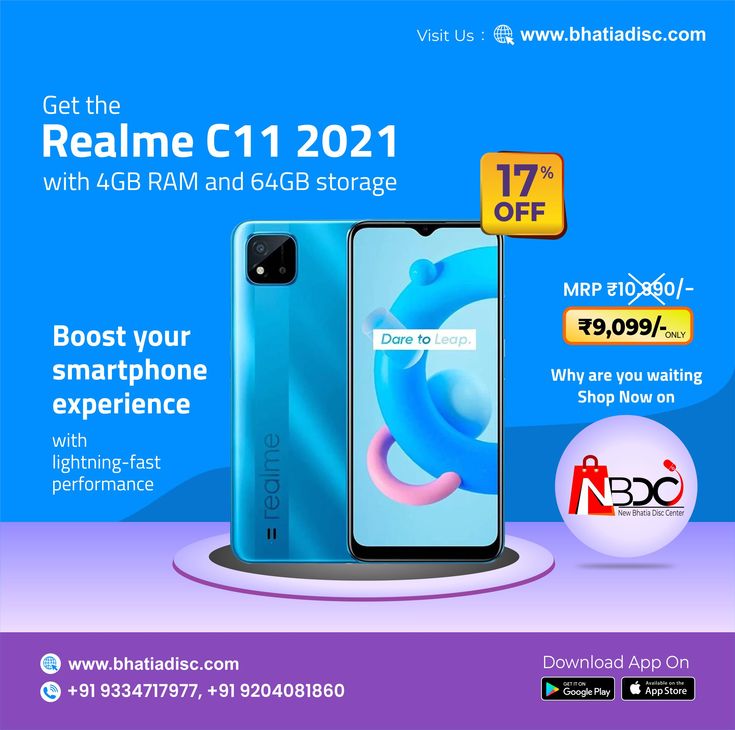 Visit Us : www.bhatiadisc.com
Get the
Realme C11 2021
with 4GB RAM and 64GB storage
17%
OFF
MRP ₹10,990/-
₹9,099/- ONLY
Boost your
smartphone
experience
with
lightning-fast
performance
Dare to Leap.
realme
Why are you waiting
Shop Now on
NBDC
New Bhatia Disc Center
www.bhatiadisc.com
+91 9334717977, +91 9204081860
Download App On
GET IT ON
Google Play
Available on the
App Store